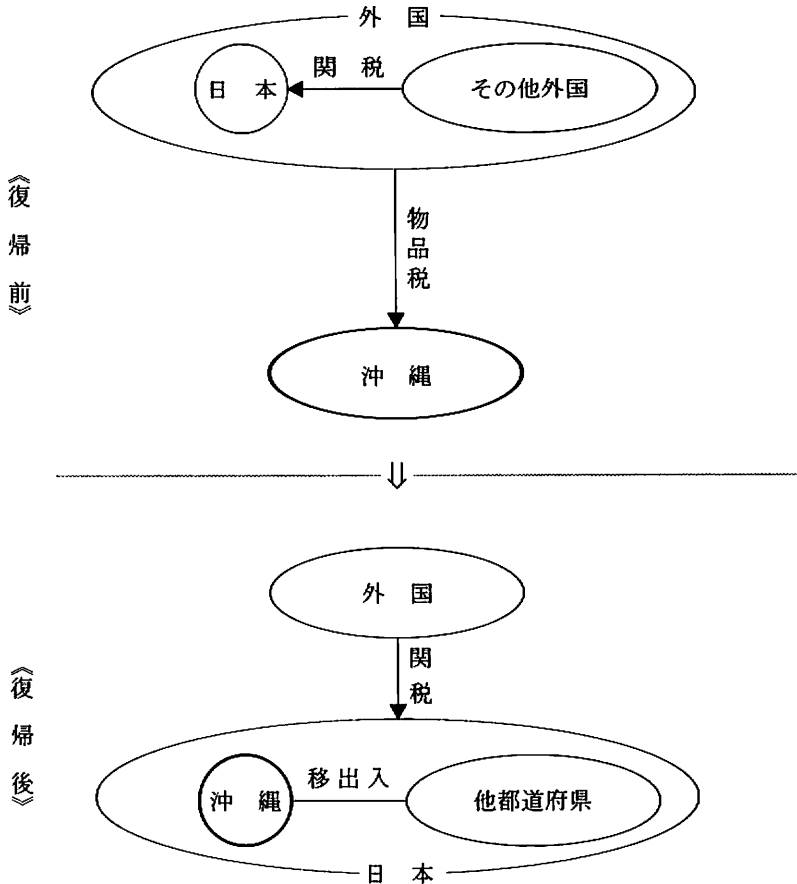 外 国
日 本
関 税
その他外国
《復帰前》
物品税
沖 縄
⇓
外 国
関税
《復帰後》
沖 縄
移出入
他都道府県
日 本